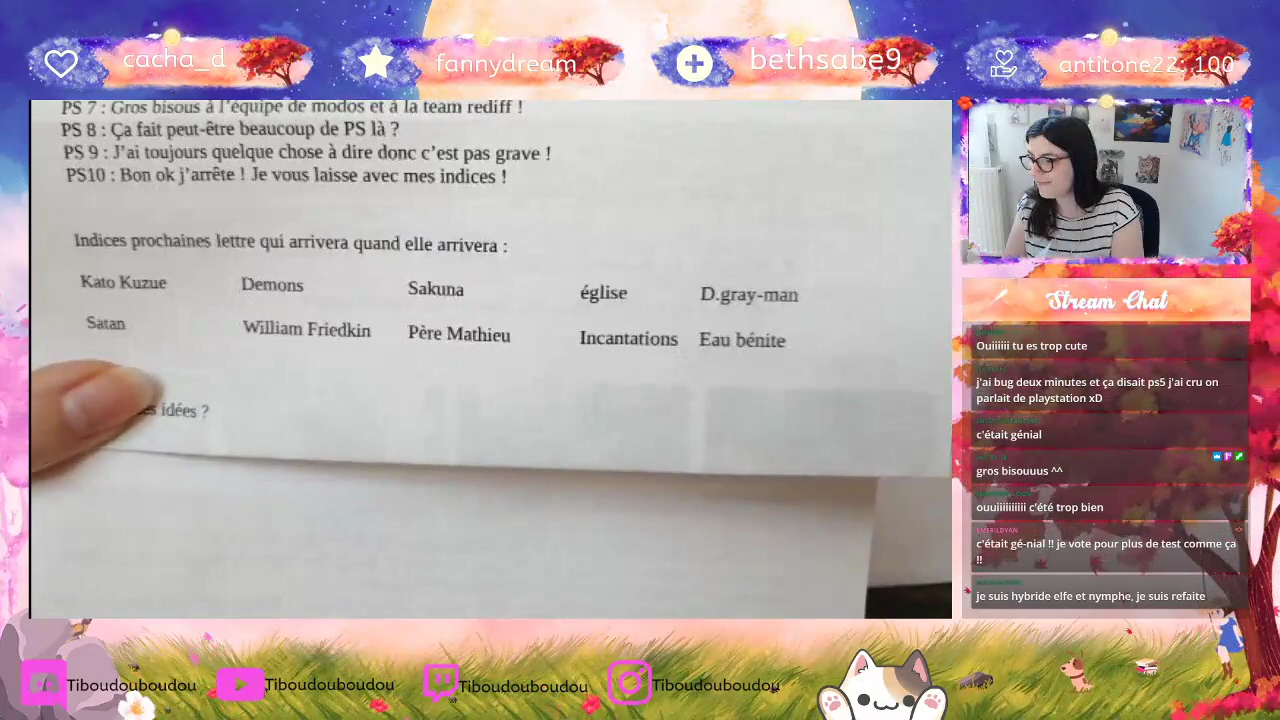 cacha_d
fannydream
bethsabe9
antitone22: 100
PS 7 : Gros bisous à l'équipe de modos et à la team rediff !
PS 8 : Ça fait peut-être beaucoup de PS là ?
PS 9 : J'ai toujours quelque chose à dire donc c'est pas grave !
PS10 : Bon ok j'arrête ! Je vous laisse avec mes indices !
Indices prochaines lettre qui arrivera quand elle arrivera :
Kato Kuzue Demons Sakuna église D.gray-man
Satan William Friedkin Père Mathieu Incantations Eau bénite
idées ?
Stream Chat
Ouiiiiii tu es trop cute
j'ai bug deux minutes et ça disait ps5 j'ai cru on
parlait de playstation xD
c'était génial
gros bisouuus ^^
ouuiiiiiiiiii c'été trop bien
EMERILDYAN
c'était gé-nial !! je vote pour plus de test comme ça
!!
je suis hybride elfe et nymphe, je suis refaite
Tiboudouboudou
Tiboudouboudou
Tiboudouboudou
Tiboudouboudou